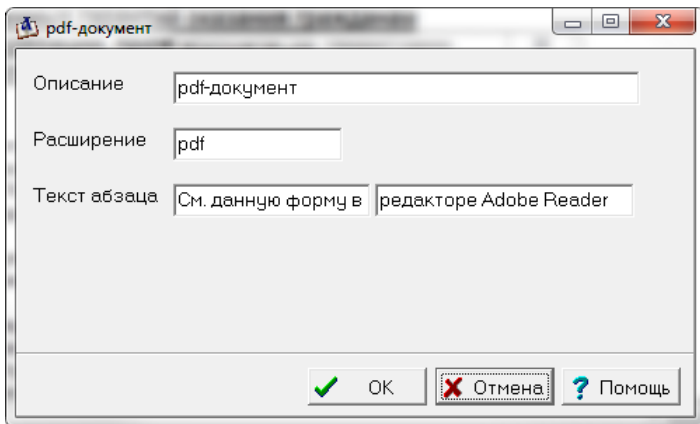 pdf-документ
Описание pdf-документ
Расширение pdf
Текст абзаца См. данную форму в редакторе Adobe Reader
OK Отмена Помощь